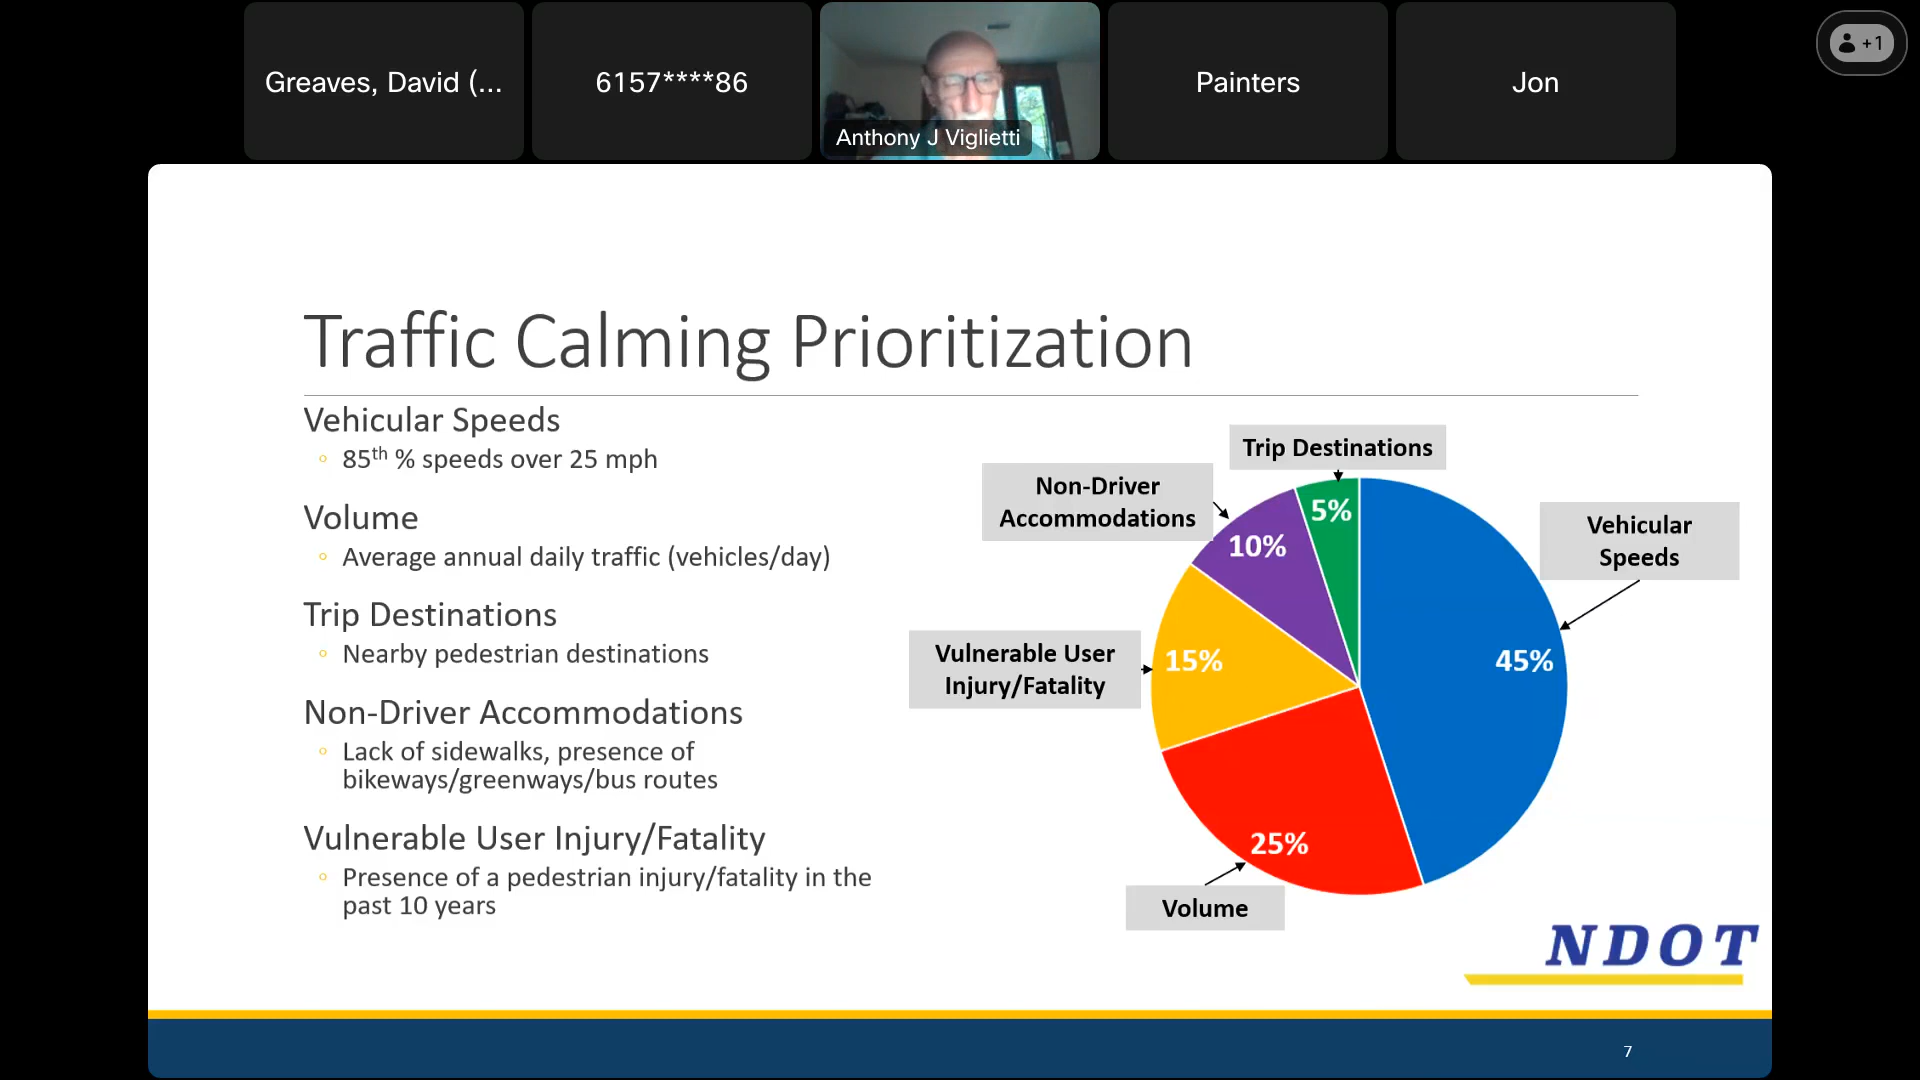 Greaves, David (...
6157****86
Anthony J Viglietti
Painters
Jon
+1
Traffic Calming Prioritization
Vehicular Speeds
85th % speeds over 25 mph
Volume
Average annual daily traffic (vehicles/day)
Trip Destinations
Nearby pedestrian destinations
Non-Driver Accommodations
Lack of sidewalks, presence of
bikeways/greenways/bus routes
Vulnerable User Injury/Fatality
Presence of a pedestrian injury/fatality in the
past 10 years
Trip Destinations
Non-Driver
Accommodations
Vehicular
Speeds
Vulnerable User
Injury/Fatality
Volume
5%
10%
15%
45%
25%
NDOT
7